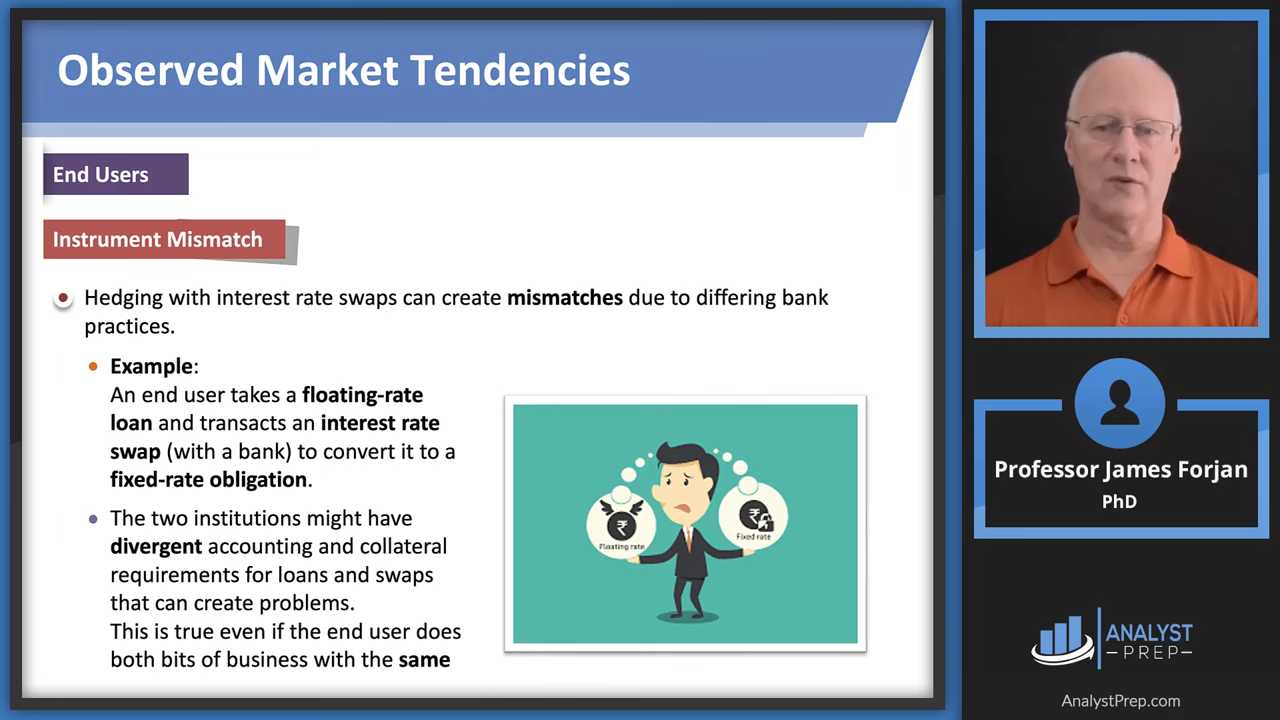 Observed Market Tendencies
End Users
Instrument Mismatch
Hedging with interest rate swaps can create mismatches due to differing bank
practices.
Example:
An end user takes a floating-rate
loan and transacts an interest rate
swap (with a bank) to convert it to a
fixed-rate obligation.
The two institutions might have
divergent accounting and collateral
requirements for loans and swaps
that can create problems.
This is true even if the end user does
both bits of business with the same
₹
Floating rate
₹
Fixed rate
Professor James Forjan
PhD
ANALYST
PREP
AnalystPrep.com